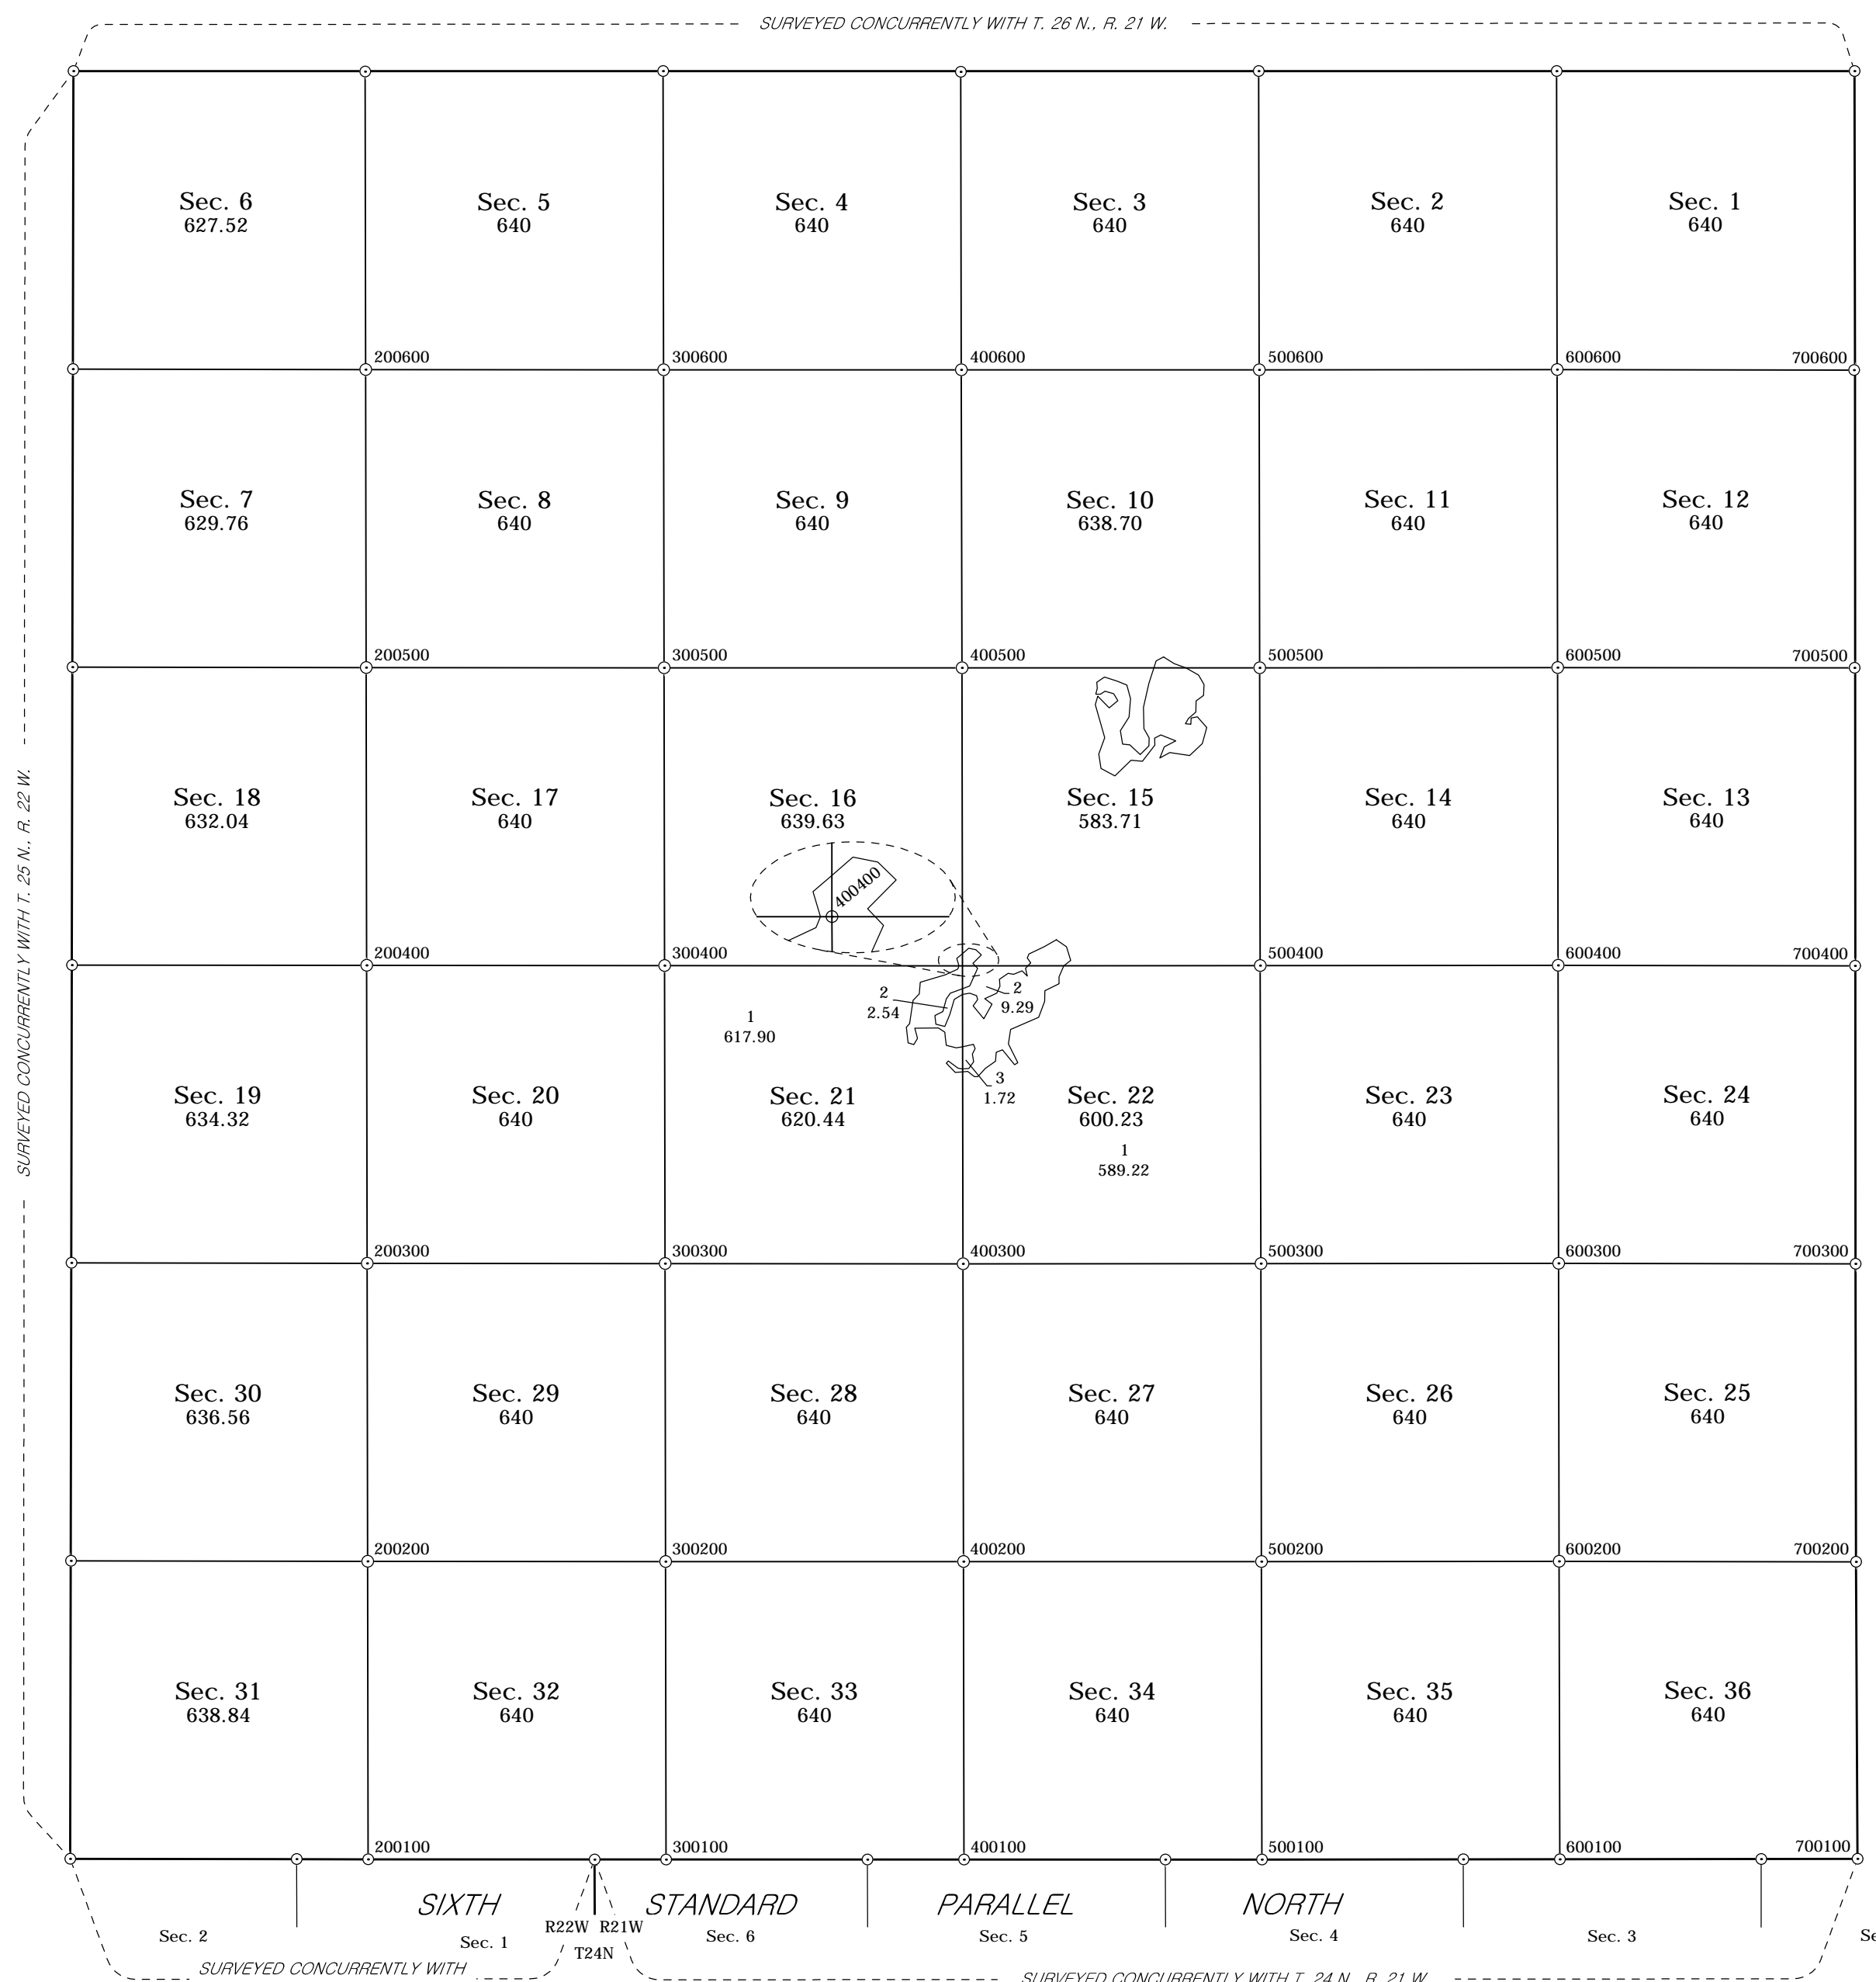 SURVEYED CONCURRENTLY WITH T. 26 N., R. 21 W.
Sec. 6
627.52
Sec. 5
640
Sec. 4
640
Sec. 3
640
Sec. 2
640
Sec. 1
640
200600
300600
400600
500600
600600
700600
Sec. 7
629.76
Sec. 8
640
Sec. 9
640
Sec. 10
638.70
Sec. 11
640
Sec. 12
640
200500
300500
400500
500500
600500
700500
SURVEYED CONCURRENTLY WITH T. 25 N., R. 22 W.
Sec. 18
632.04
Sec. 17
640
Sec. 16
639.63
Sec. 15
583.71
Sec. 14
640
Sec. 13
640
400400
200400
300400
500400
600400
700400
2
2.54
2
9.29
1
617.90
3
1.72
Sec. 19
634.32
Sec. 20
640
Sec. 21
620.44
Sec. 22
600.23
1
589.22
Sec. 23
640
Sec. 24
640
200300
300300
400300
500300
600300
700300
Sec. 30
636.56
Sec. 29
640
Sec. 28
640
Sec. 27
640
Sec. 26
640
Sec. 25
640
200200
300200
400200
500200
600200
700200
Sec. 31
638.84
Sec. 32
640
Sec. 33
640
Sec. 34
640
Sec. 35
640
Sec. 36
640
200100
300100
400100
500100
600100
700100
SIXTH STANDARD PARALLEL NORTH
R22W R21W
T24N
Sec. 2
Sec. 1
Sec. 6
Sec. 5
Sec. 4
Sec. 3
SURVEYED CONCURRENTLY WITH
SURVEYED CONCURRENTLY WITH T. 24 N., R. 21 W.